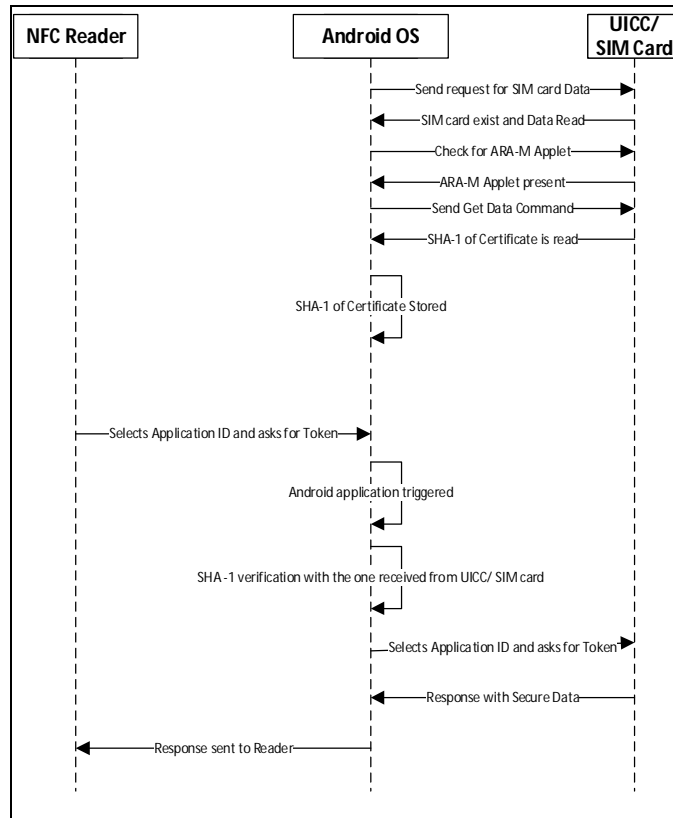 NFC Reader
Android OS
UICC/
SIM Card
Send request for SIM card Data
SIM card exist and Data Read
Check for ARA-M Applet
ARA-M Applet present
Send Get Data Command
SHA-1 of Certificate is read
SHA-1 of Certificate Stored
Selects Application ID and asks for Token
Android application triggered
SHA -1 verification with the one received from UICC/ SIM card
Selects Application ID and asks for Token
Response with Secure Data
Response sent to Reader